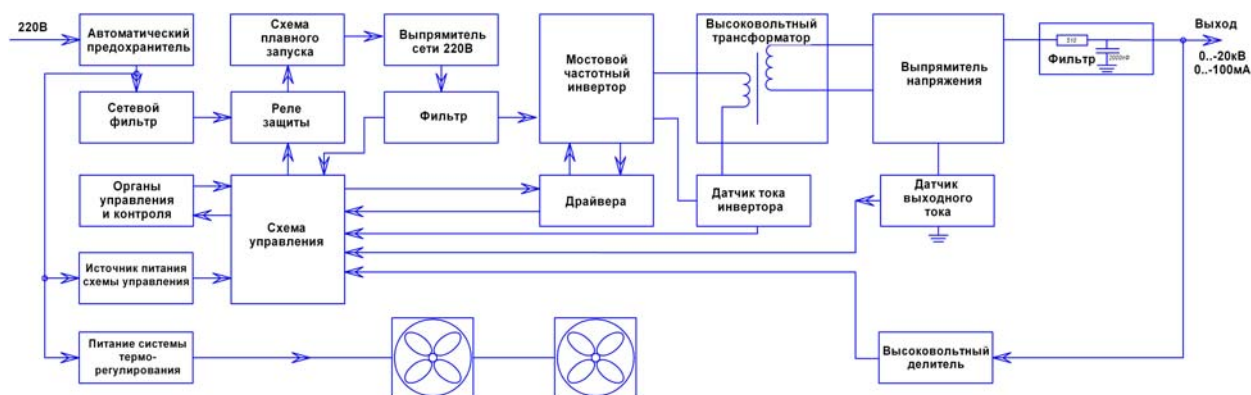 220В
Автоматический
предохранитель
Схема
плавного
запуска
Выпрямитель
сети 220В
Мостовой
частотный
инвертор
Высоковольтный
трансформатор
Выпрямитель
напряжения
510
2000пФ
Фильтр
Выход
0..-20кВ
0..-100мА
Сетевой
фильтр
Реле
защиты
Фильтр
Органы
управления
и контроля
Схема
управления
Драйвера
Датчик тока
инвертора
Датчик
выходного
тока
Источник питания
схемы управления
Питание системы
термо-
регулирования
Высоковольтный
делитель